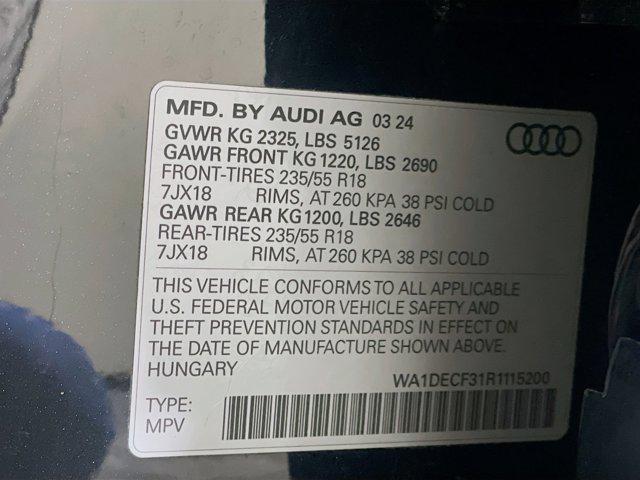 MFD. BY AUDI AG 03 24
GVWR KG 2325, LBS 5126
GAWR FRONT KG 1220, LBS 2690
FRONT-TIRES 235/55 R18
7JX18 RIMS, AT 260 KPA 38 PSI COLD
GAWR REAR KG 1200, LBS 2646
REAR-TIRES 235/55 R18
7JX18 RIMS, AT 260 KPA 38 PSI COLD
THIS VEHICLE CONFORMS TO ALL APPLICABLE
U.S. FEDERAL MOTOR VEHICLE SAFETY AND
THEFT PREVENTION STANDARDS IN EFFECT ON
THE DATE OF MANUFACTURE SHOWN ABOVE.
HUNGARY
WA1DECF31R1115200
TYPE:
MPV